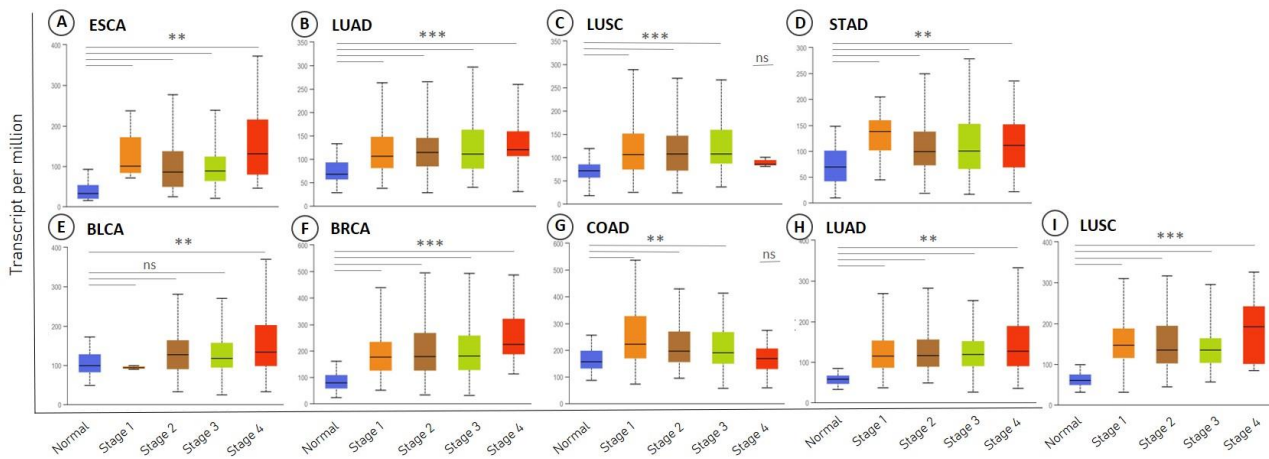 A ESCA
B LUAD
C LUSC
D STAD
**
***
***
ns
**
400
300
200
100
0
350
300
250
200
150
100
50
0
350
300
250
200
150
100
50
0
300
250
200
150
100
50
0
Transcript per million
E BLCA
F BRCA
G COAD
H LUAD
I LUSC
**
ns
***
**
ns
**
***
400
300
200
100
0
600
500
400
300
200
100
0
600
500
400
300
200
100
0
400
300
200
100
0
400
300
200
100
0
Normal
Stage 1
Stage 2
Stage 3
Stage 4
Normal
Stage 1
Stage 2
Stage 3
Stage 4
Normal
Stage 1
Stage 2
Stage 3
Stage 4
Normal
Stage 1
Stage 2
Stage 3
Stage 4
Normal
Stage 1
Stage 2
Stage 3
Stage 4